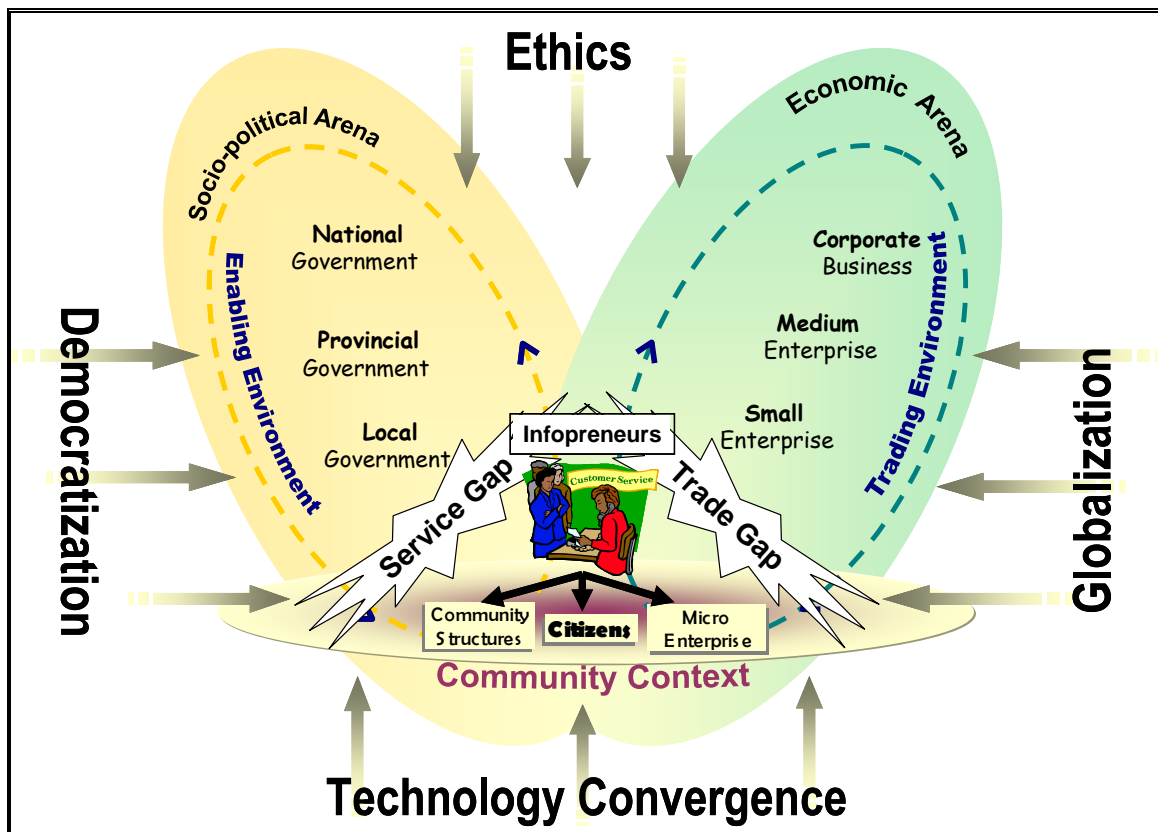 Ethics
Socio-political Arena
Economic Arena
National
Government
Corporate
Business
Enabling Environment
Trading Environment
Democratization
Globalization
Provincial
Government
Medium
Enterprise
Local
Government
Small
Enterprise
Infopreneurs
Service Gap
Trade Gap
Customer Service
Community
Structures
Citizens
Micro
Enterprise
Community Context
Technology Convergence